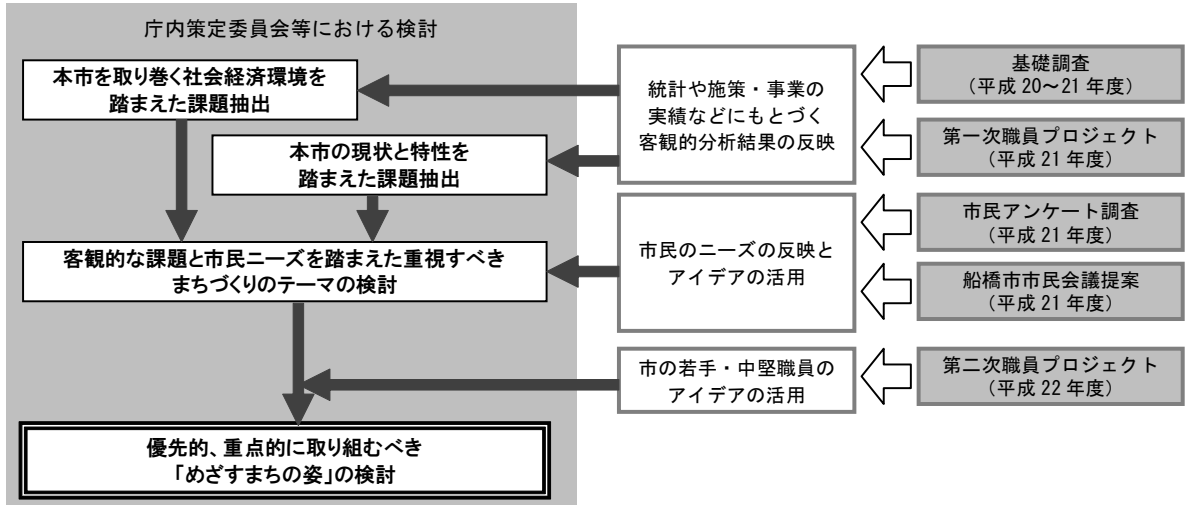 庁内策定委員会等における検討
本市を取り巻く社会経済環境を
踏まえた課題抽出
本市の現状と特性を
踏まえた課題抽出
客観的な課題と市民ニーズを踏まえた重視すべき
まちづくりのテーマの検討
優先的、重点的に取り組むべき
「めざすまちの姿」の検討
統計や施策・事業の
実績などにもとづく
客観的分析結果の反映
市民のニーズの反映と
アイデアの活用
市の若手・中堅職員の
アイデアの活用
基礎調査
(平成 20~21 年度)
第一次職員プロジェクト
(平成 21 年度)
市民アンケート調査
(平成 21 年度)
船橋市市民会議提案
(平成 21 年度)
第二次職員プロジェクト
(平成 22 年度)